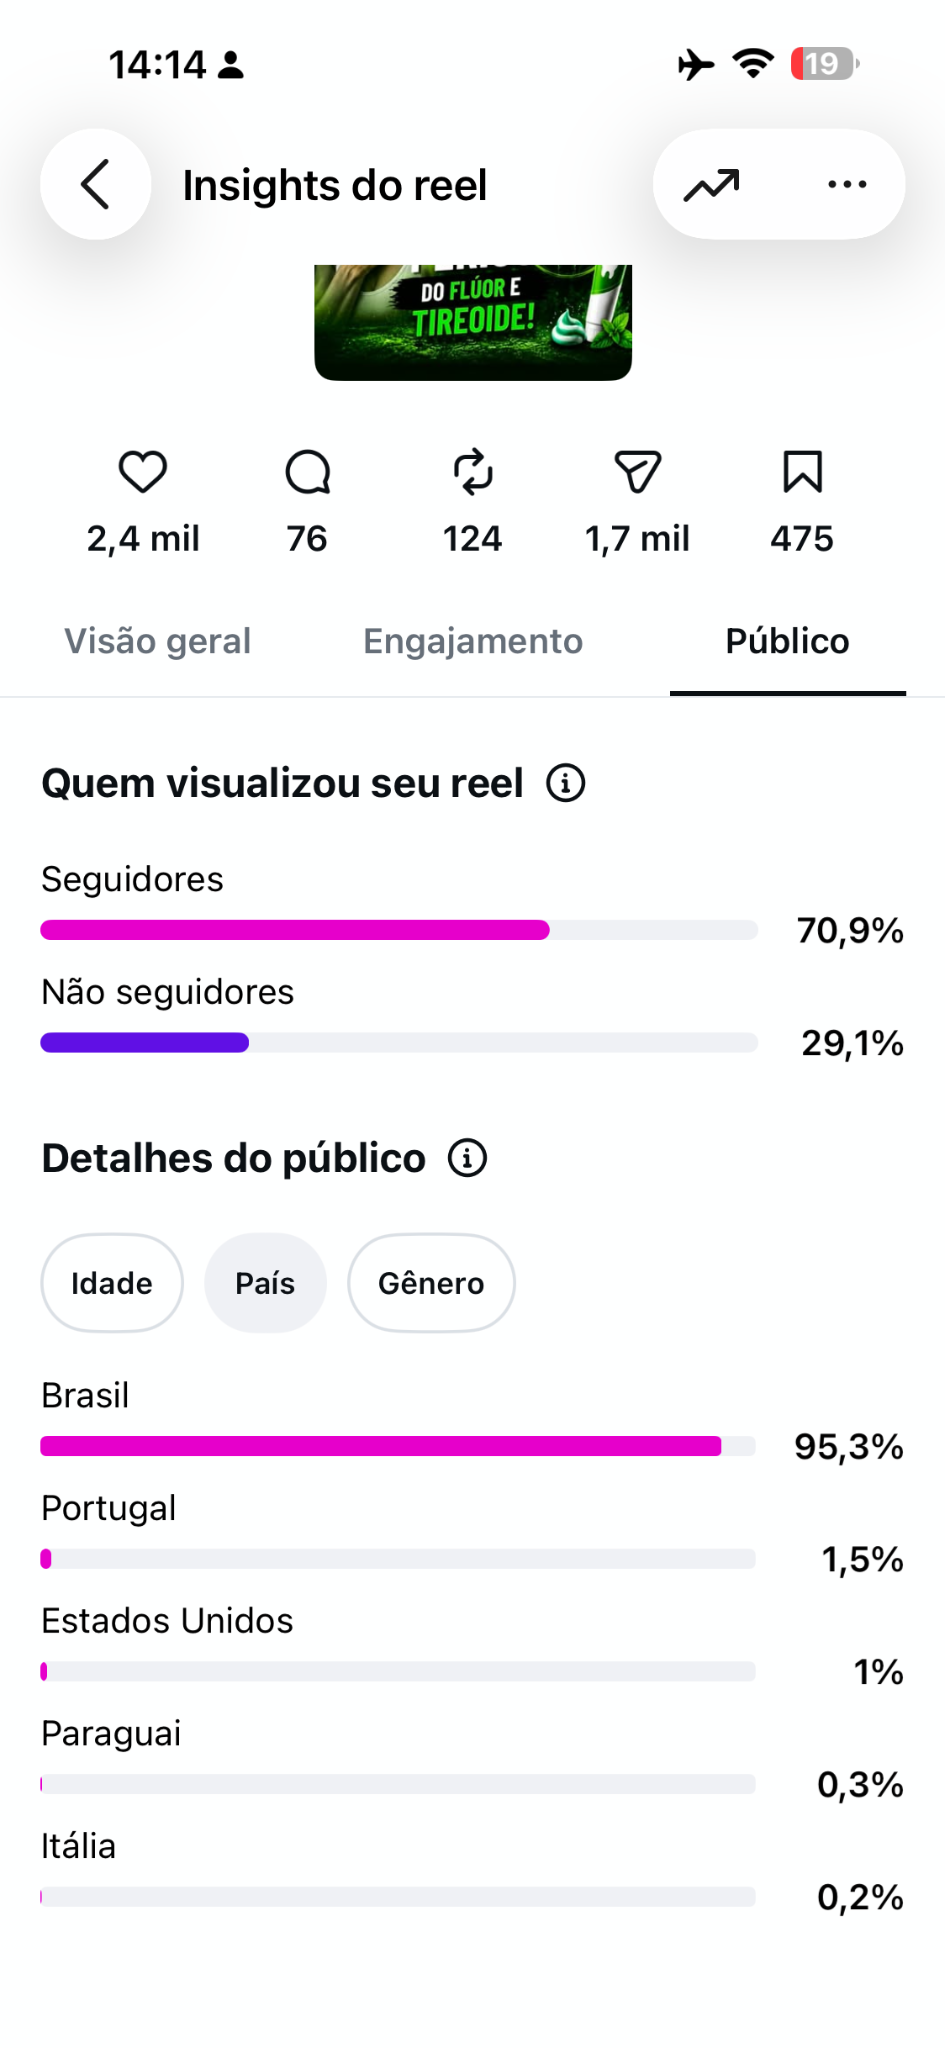 14:14
19
Insights do reel
DO FLÚOR E
TIREOIDE!
2,4 mil
76
124
1,7 mil
475
Visão geral
Engajamento
Público
Quem visualizou seu reel
Seguidores
70,9%
Não seguidores
29,1%
Detalhes do público
Idade
País
Gênero
Brasil
95,3%
Portugal
1,5%
Estados Unidos
1%
Paraguai
0,3%
Itália
0,2%